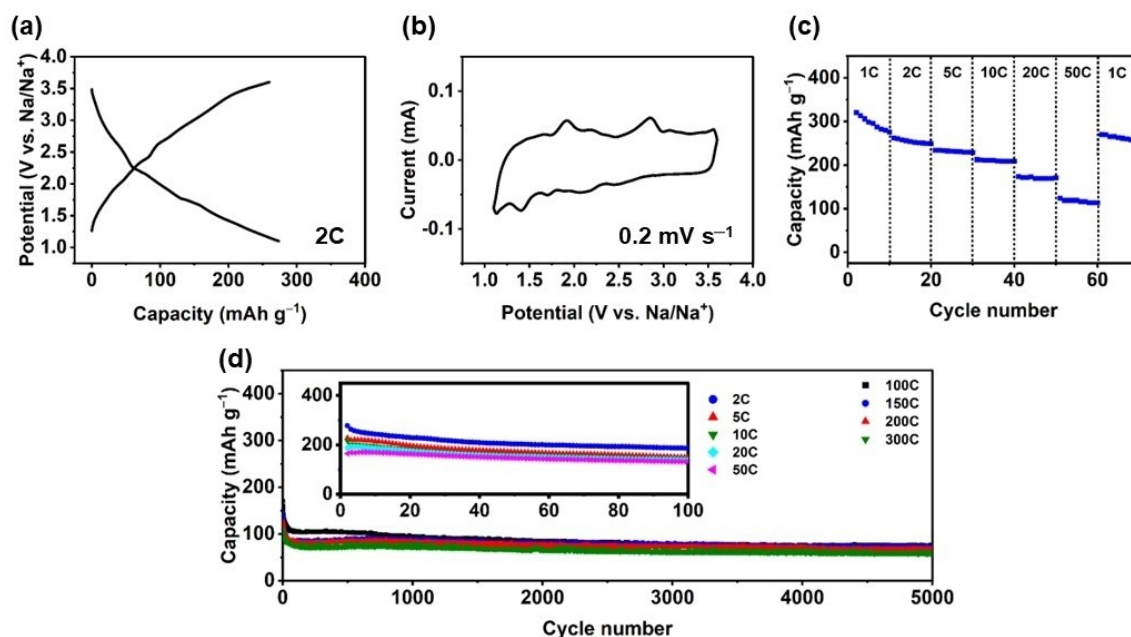 (a)
Potential (V vs. Na/Na⁺)
4.0
3.5
3.0
2.5
2.0
1.5
1.0
2C
0 100 200 300 400
Capacity (mAh g⁻¹)
(b)
Current (mA)
0.1
0.0
-0.1
0.2 mV s⁻¹
1.0 1.5 2.0 2.5 3.0 3.5 4.0
Potential (V vs. Na/Na⁺)
(c)
Capacity (mAh g⁻¹)
400
300
200
100
0
1C 2C 5C 10C 20C 50C 1C
0 20 40 60
Cycle number
(d)
Capacity (mAh g⁻¹)
400
300
200
100
50
0
400
200
0
0 20 40 60 80 100
2C
5C
10C
20C
50C
100C
150C
200C
300C
0 1000 2000 3000 4000 5000
Cycle number